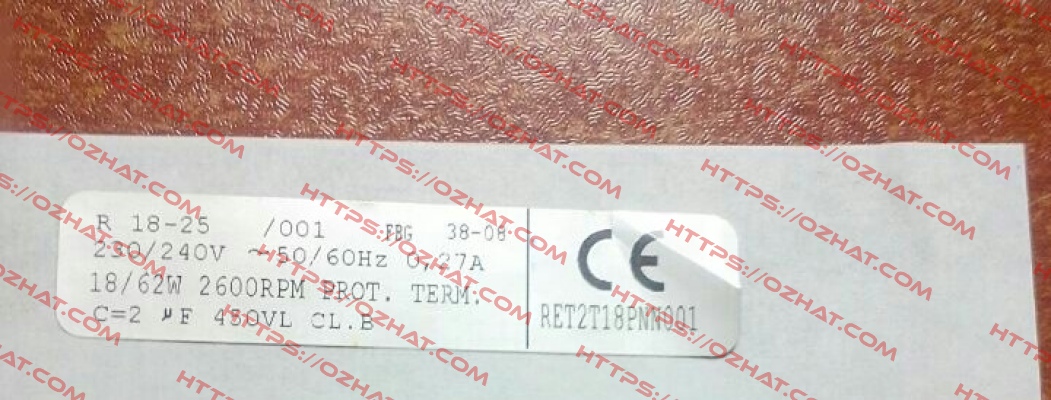 R 18-25 /001 FBG 38-08
230/240V ~50/60Hz 0,27A
18/62W 2600RPM PROT. TERM.
C=2 µF 450VL CL.B
CE
RET2T18PNN001
HTTPS://OZHAT.COM